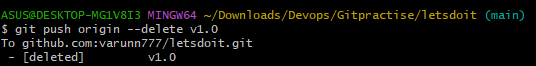 ASUS@DESKTOP-MG1V8I3 MINGW64 ~/Downloads/Devops/Gitpractise/letsdoit (main)
$ git push origin --delete v1.0
To github.com:varunn777/letsdoit.git
 - [deleted]         v1.0